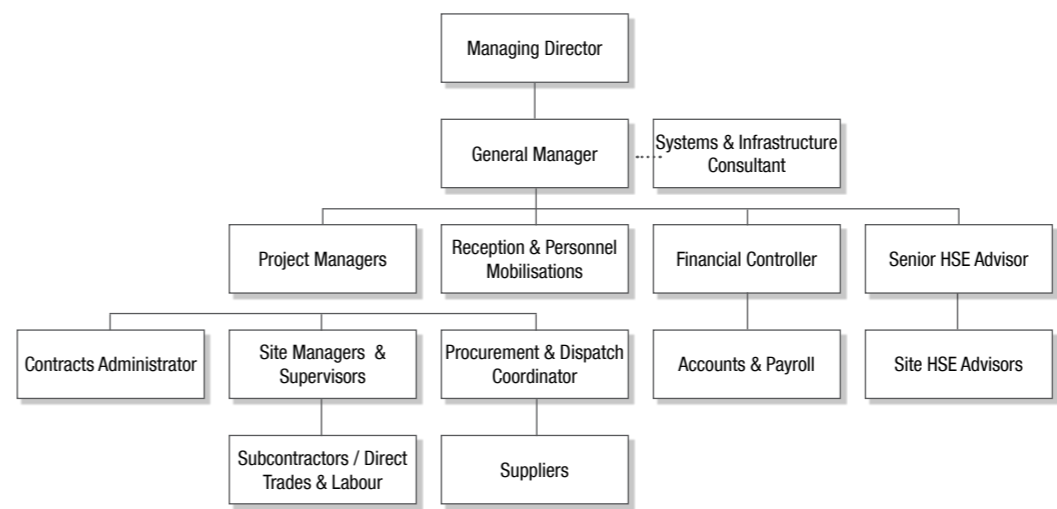 Managing Director
General Manager
Systems & Infrastructure
Consultant
Project Managers
Reception & Personnel
Mobilisations
Financial Controller
Senior HSE Advisor
Contracts Administrator
Site Managers &
Supervisors
Procurement & Dispatch
Coordinator
Accounts & Payroll
Site HSE Advisors
Subcontractors / Direct
Trades & Labour
Suppliers